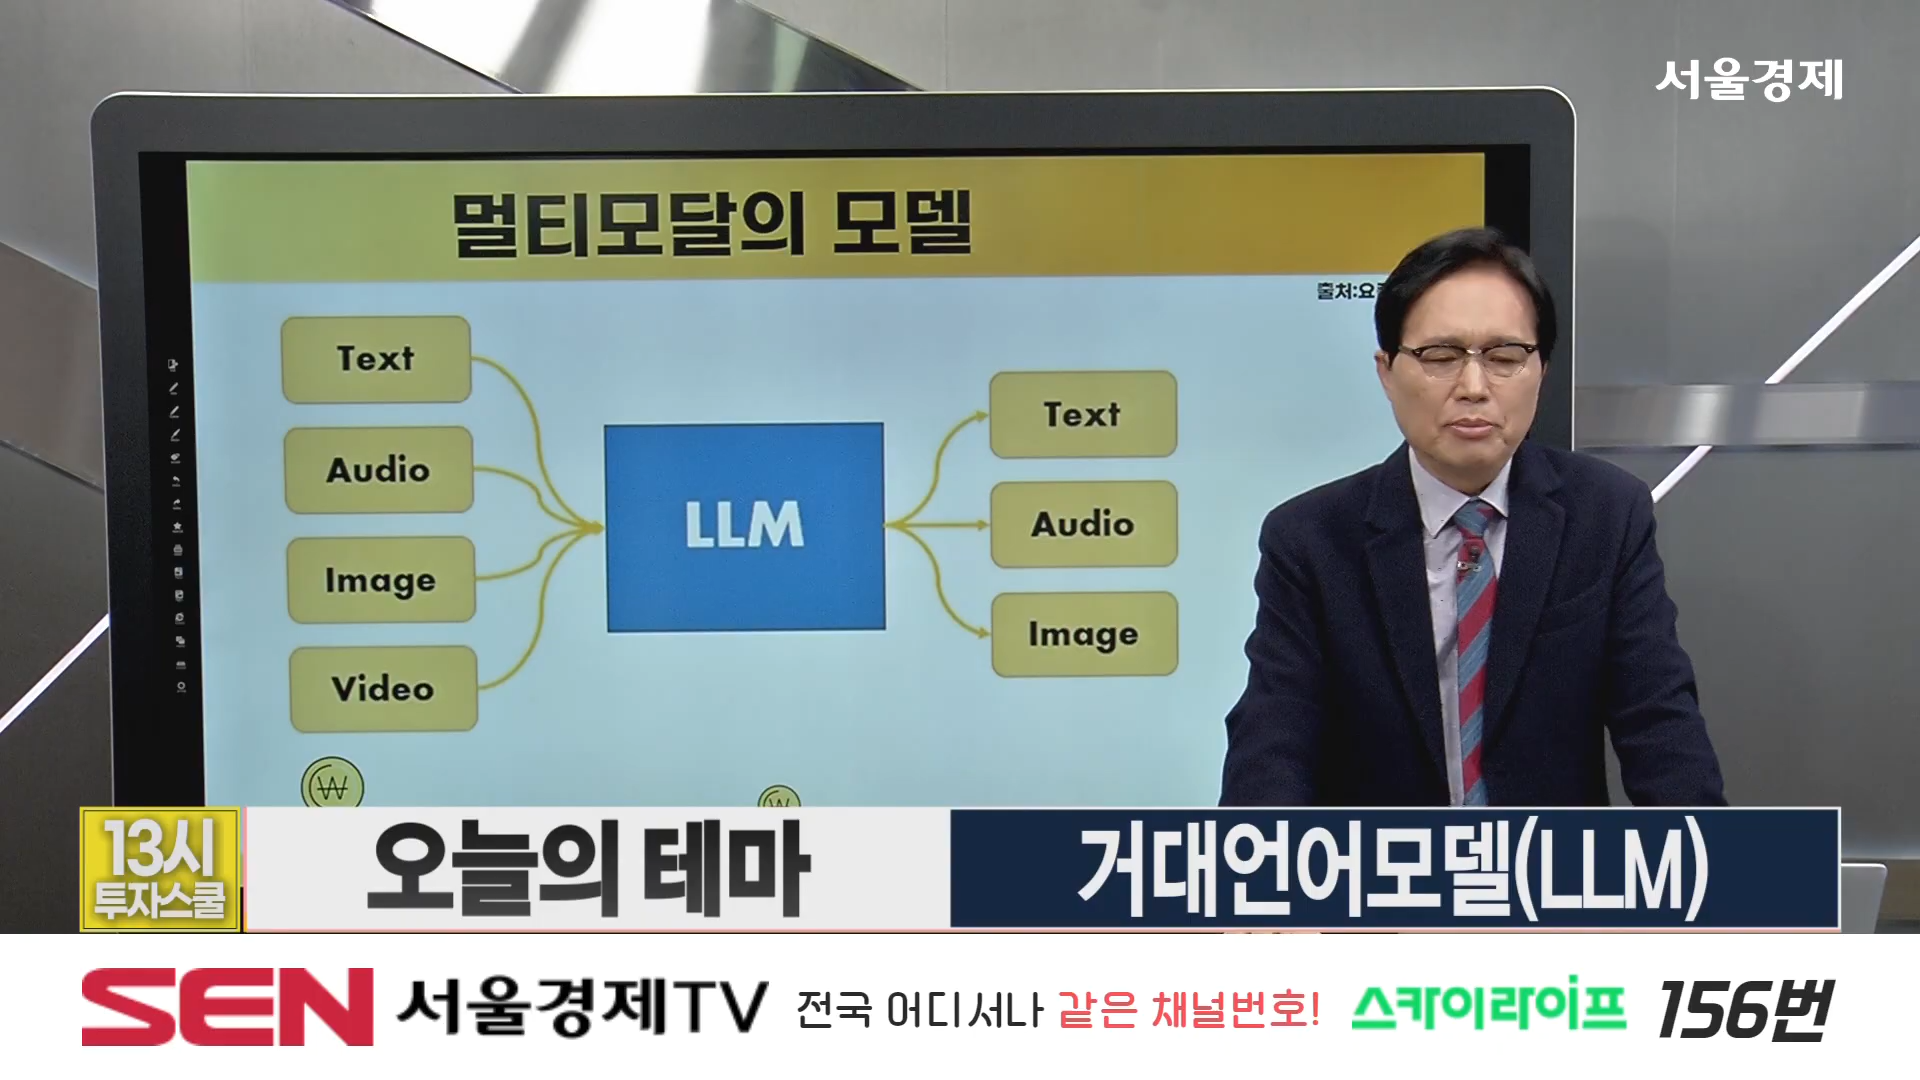 서울경제
멀티모달의 모델
출처:요
Text
Audio
Image
Video
LLM
Text
Audio
Image
13시
투자스쿨
오늘의 테마
거대언어모델(LLM)
SEN 서울경제TV 전국 어디서나 같은 채널번호! 스카이라이프 156번